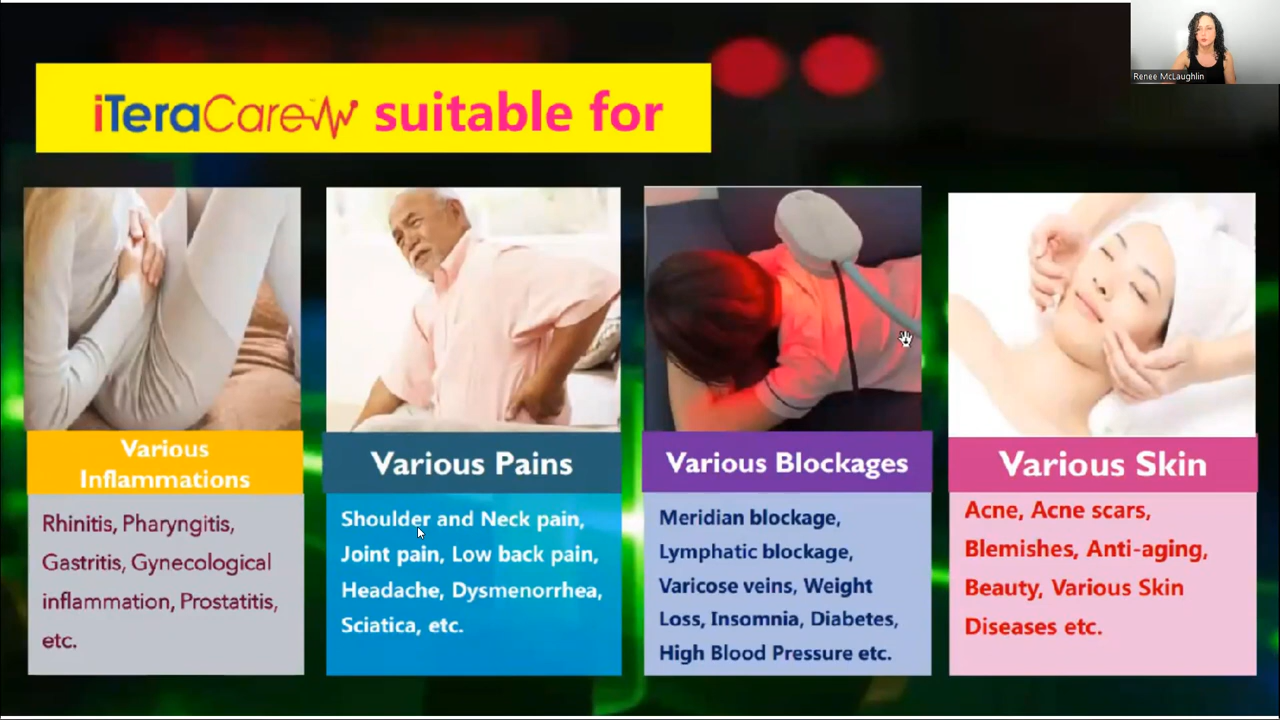 Renee McLaughlin
iTeraCare suitable for
Various
Inflammations
Rhinitis, Pharyngitis,
Gastritis, Gynecological
inflammation, Prostatitis,
etc.
Various Pains
Shoulder and Neck pain,
Joint pain, Low back pain,
Headache, Dysmenorrhea,
Sciatica, etc.
Various Blockages
Meridian blockage,
Lymphatic blockage,
Varicose veins, Weight
Loss, Insomnia, Diabetes,
High Blood Pressure etc.
Various Skin
Acne, Acne scars,
Blemishes, Anti-aging,
Beauty, Various Skin
Diseases etc.